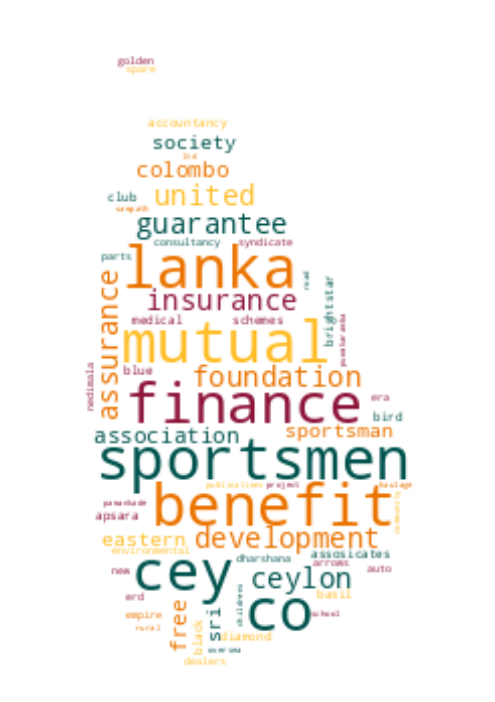 golden
spare
accountancy
society
ltd
colombo
club united
sampath
guarantee
consultancy syndicate
parts
lanka
road
assurance
insurance
brightstar
medical schemes
mutual
blue foundation
nedimala
finance
era
bird
association sportsman
sportsmen
publications project haulage
benefit
community
apsara
eastern development
environmental
dharshana assosicates
arrows
new cey auto
ceylon
erd basil
childrens
empire free sri co school
rural black diamond
oversea
dealers